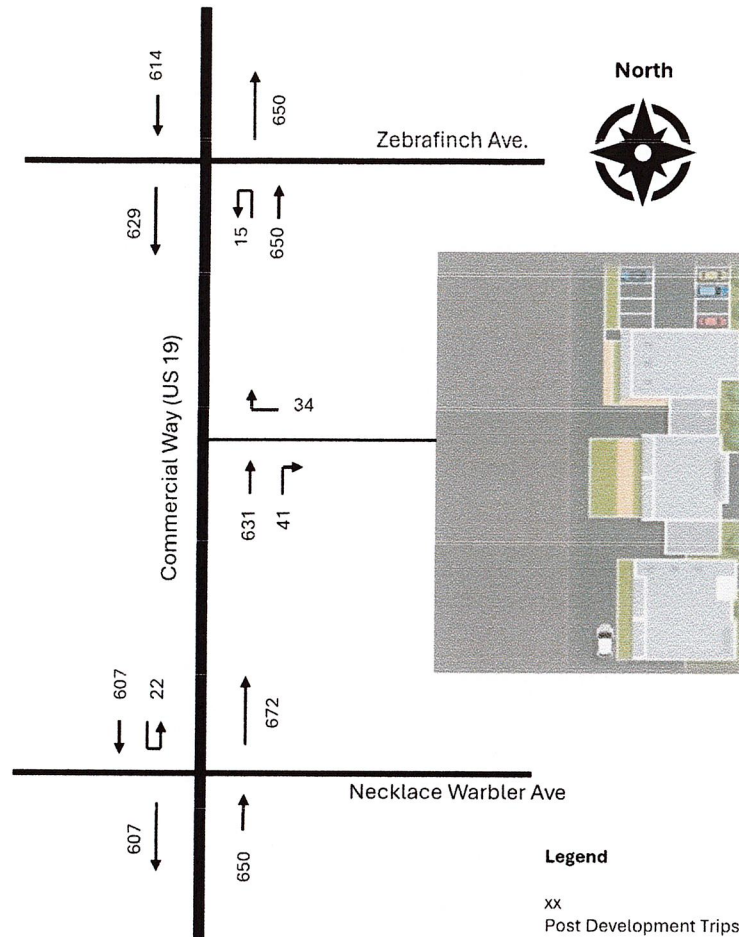 614
650
North
Zebrafinch Ave.
629
15
650
Commercial Way (US 19)
34
631
41
607
22
672
Necklace Warbler Ave
607
650
Legend
xx
Post Development Trips